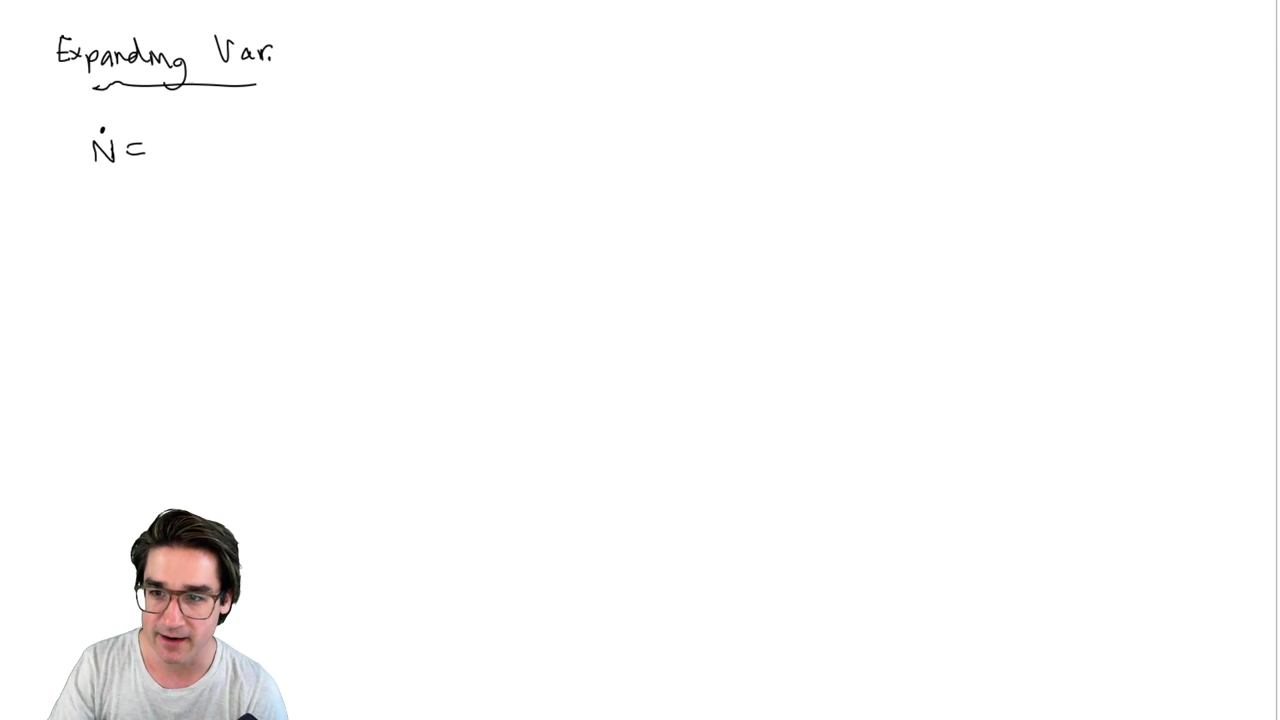 Expanding Var.
Ṅ =